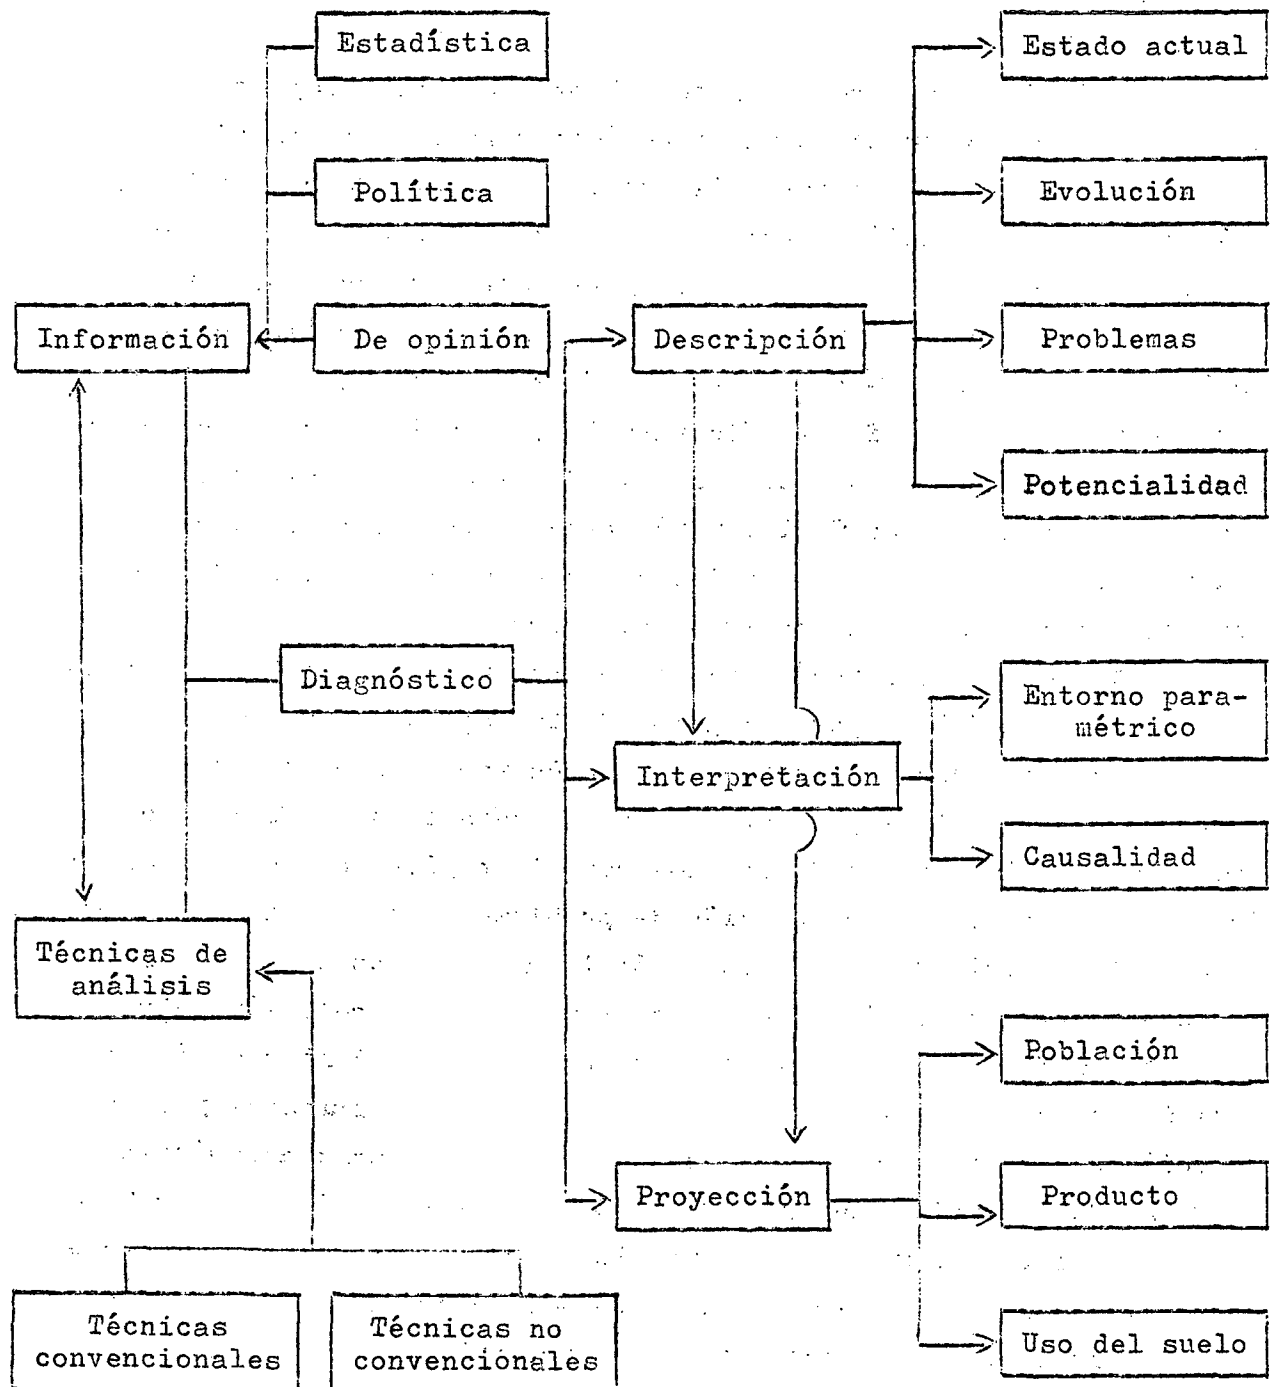 Estadística
Estado actual
Política
Evolución
Información
De opinión
Descripción
Problemas
Potencialidad
Diagnóstico
Entorno para-
métrico
Interpretación
Causalidad
Técnicas de
análisis
Población
Proyección
Producto
Técnicas
convencionales
Técnicas no
convencionales
Uso del suelo